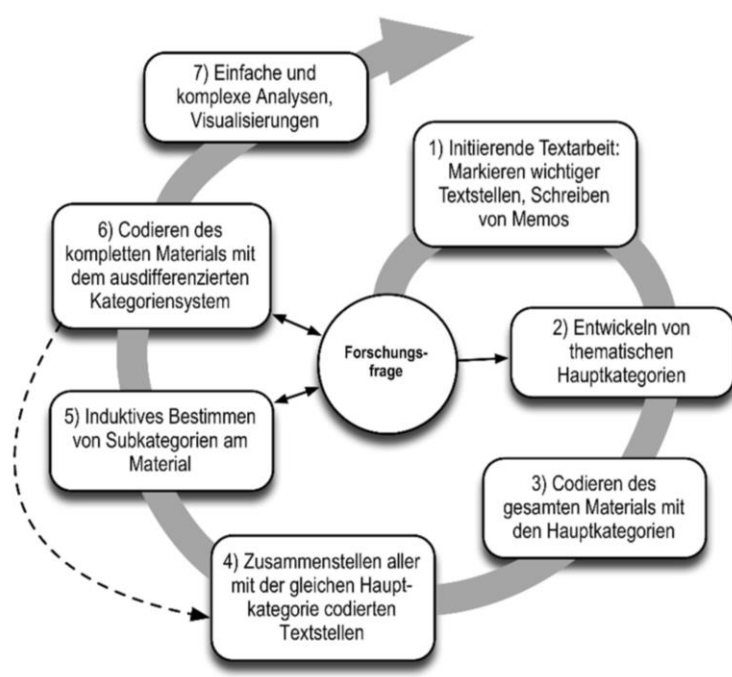 7) Einfache und
komplexe Analysen,
Visualisierungen
1) Initiierende Textarbeit:
Markieren wichtiger
Textstellen, Schreiben
von Memos
6) Codieren des
kompletten Materials mit
dem ausdifferenzierten
Kategoriensystem
Forschungs-
frage
2) Entwickeln von
thematischen
Hauptkategorien
5) Induktives Bestimmen
von Subkategorien am
Material
3) Codieren des
gesamten Materials mit
den Hauptkategorien
4) Zusammenstellen aller
mit der gleichen Haupt-
kategorie codierten
Textstellen